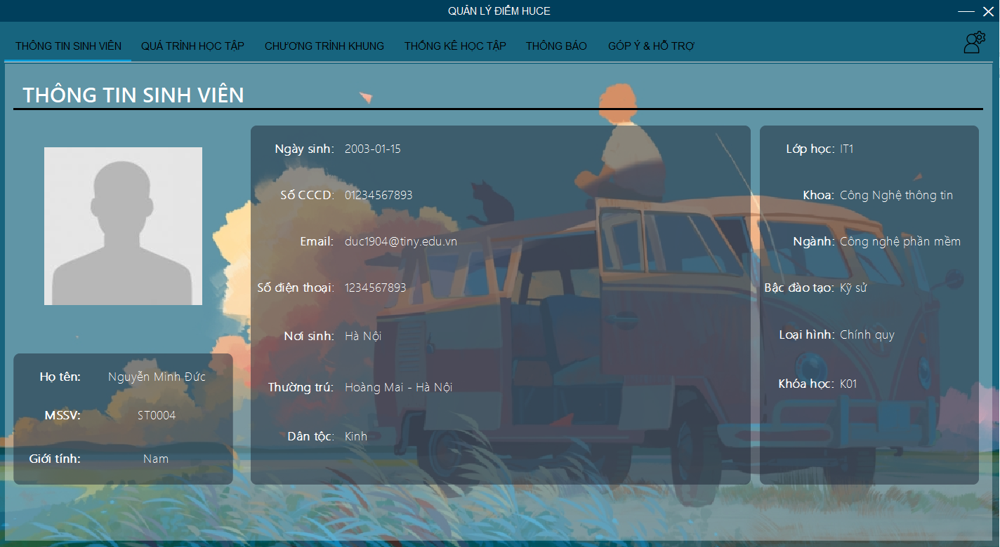 QUẢN LÝ ĐIỂM HUCE
THÔNG TIN SINH VIÊN QUÁ TRÌNH HỌC TẬP CHƯƠNG TRÌNH KHUNG THỐNG KÊ HỌC TẬP THÔNG BÁO GÓP Ý & HỖ TRỢ
THÔNG TIN SINH VIÊN
Họ tên: Nguyễn Minh Đức
MSSV: ST0004
Giới tính: Nam
Ngày sinh: 2003-01-15
Số CCCD: 01234567893
Email: duc1904@tiny.edu.vn
Số điện thoại: 1234567893
Nơi sinh: Hà Nội
Thường trú: Hoàng Mai - Hà Nội
Dân tộc: Kinh
Lớp học: IT1
Khoa: Công Nghệ thông tin
Ngành: Công nghệ phần mềm
Bậc đào tạo: Kỹ sử
Loại hình: Chính quy
Khóa học: K01